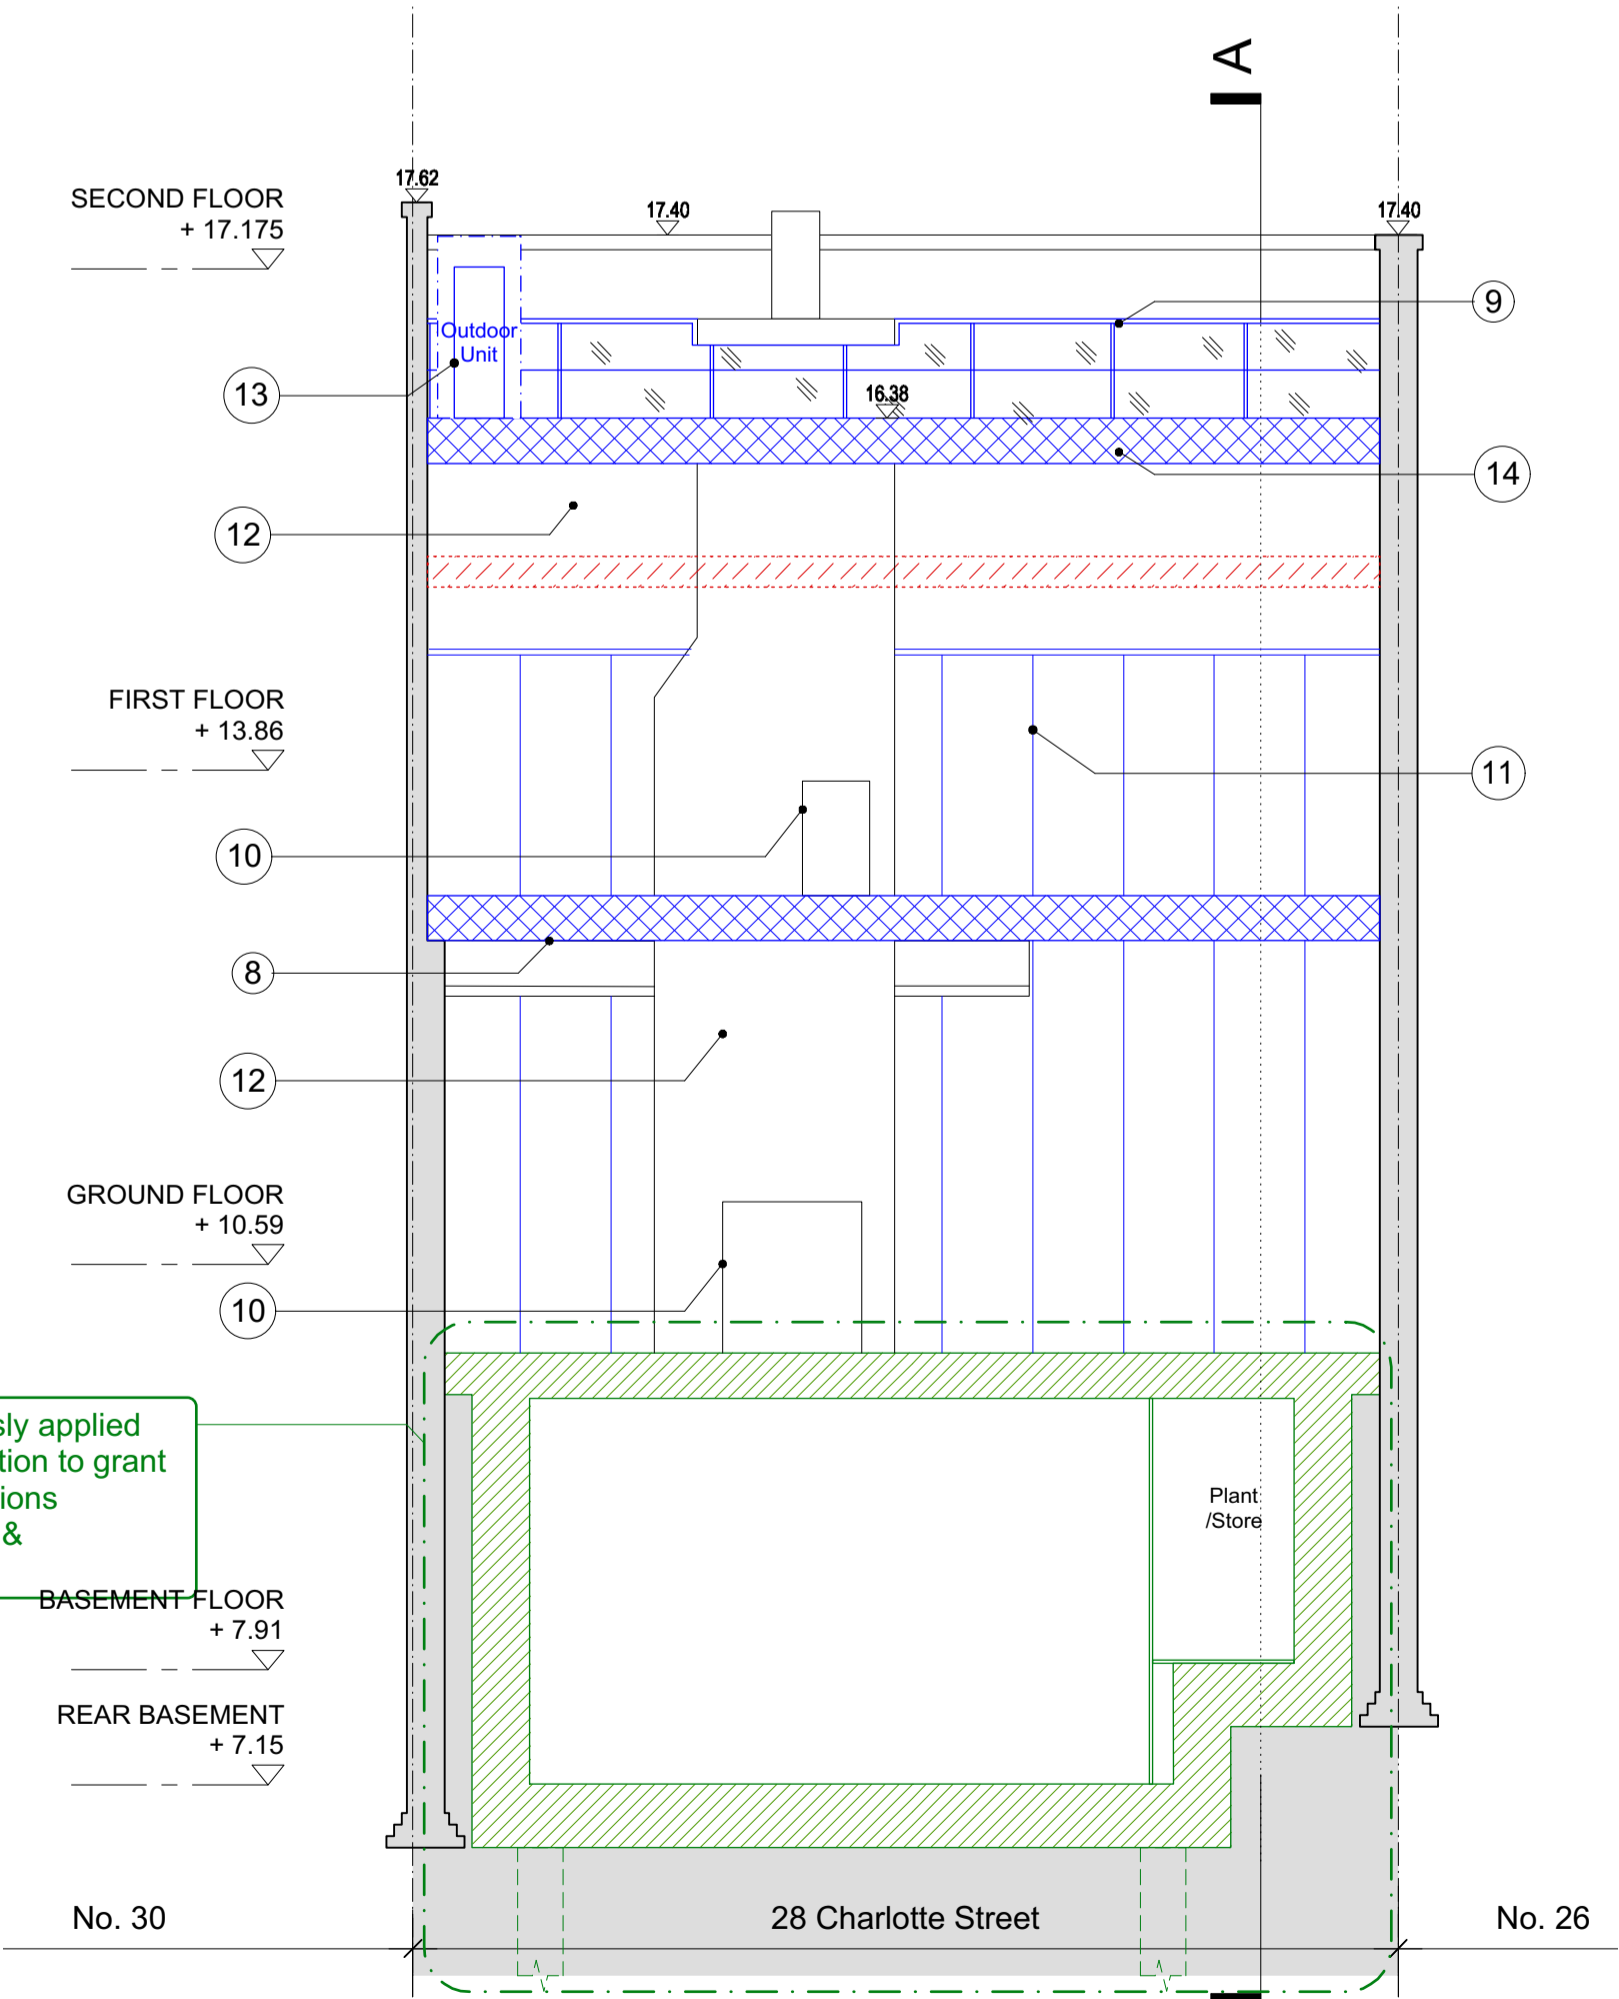 A
17.62
SECOND FLOOR
+ 17.175
17.40
17.40
9
Outdoor
Unit
13
16.38
14
12
FIRST FLOOR
+ 13.86
11
10
8
12
GROUND FLOOR
+ 10.59
10
sly applied
tion to grant
ions
&
Plant
/Store
BASEMENT FLOOR
+ 7.91
REAR BASEMENT
+ 7.15
No. 30
28 Charlotte Street
No. 26